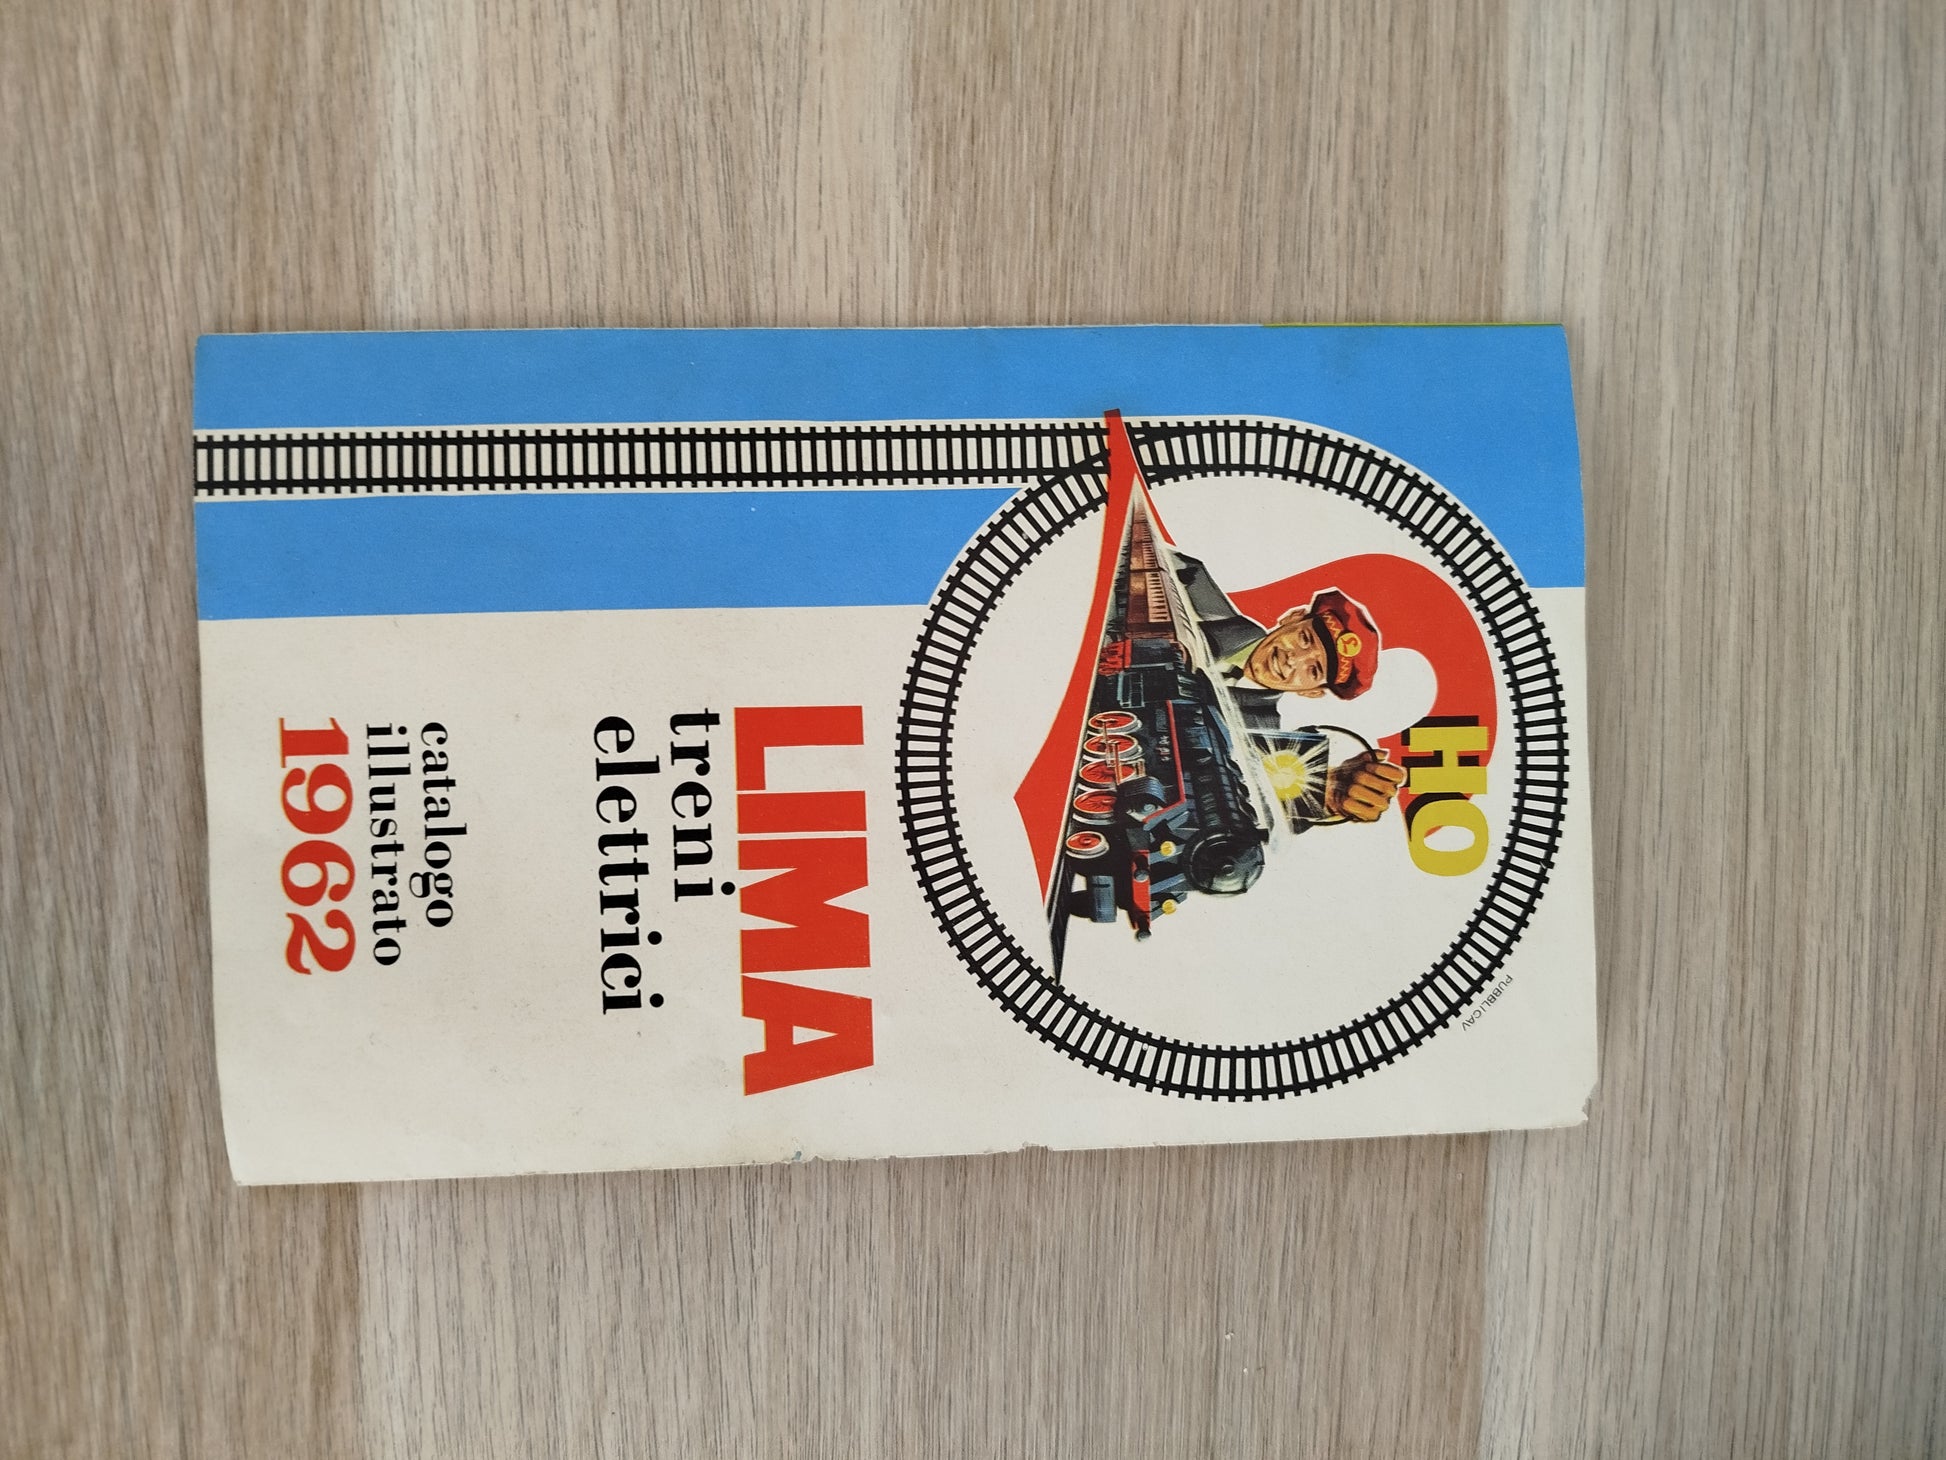 HO
PUBBLICAV
LIMA
treni
elettrici
catalogo
illustrato
1962